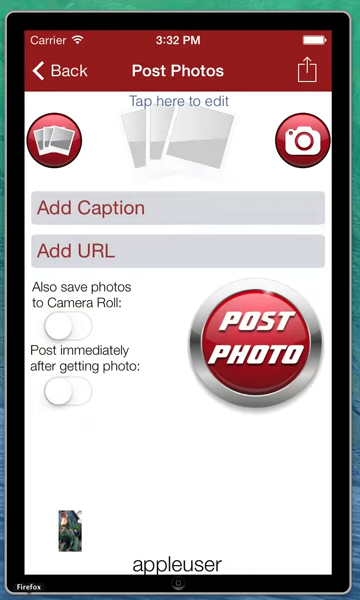 Carrier 3:32 PM
Back Post Photos
Tap here to edit
Add Caption
Add URL
Also save photos
to Camera Roll:
POST
PHOTO
Post immediately
after getting photo:
appleuser
Firefox